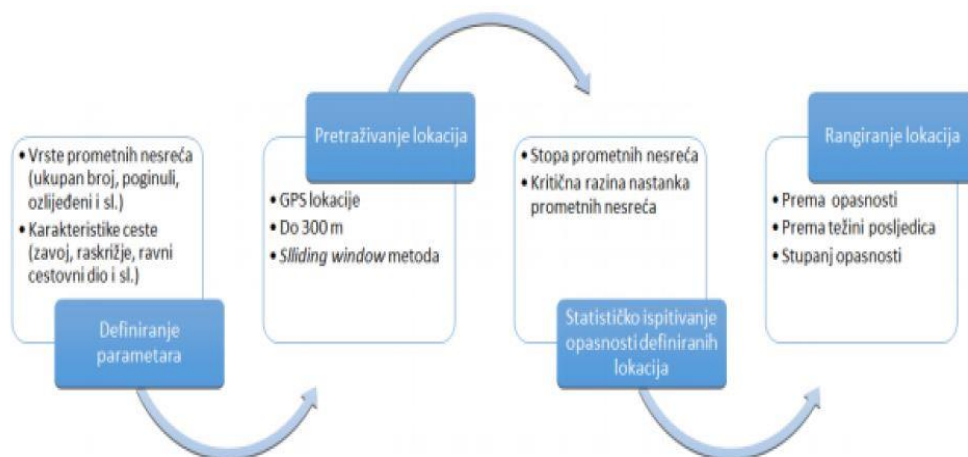 • Vrste prometnih nesreća
(ukupan broj, poginuli,
ozlijeđeni i sl.)
• Karakteristike ceste
(zavoj, raskrižje, ravni
cestovni dio i sl.)
Definiranje
parametara
Pretraživanje lokacija
• GPS lokacije
• Do 300 m
• Slliding window metoda
• Stopa prometnih nesreća
• Kritična razina nastanka
prometnih nesreća
Statističko ispitivanje
opasnosti definiranih
lokacija
Rangiranje lokacija
• Prema opasnosti
• Prema težini posljedica
• Stupanj opasnosti